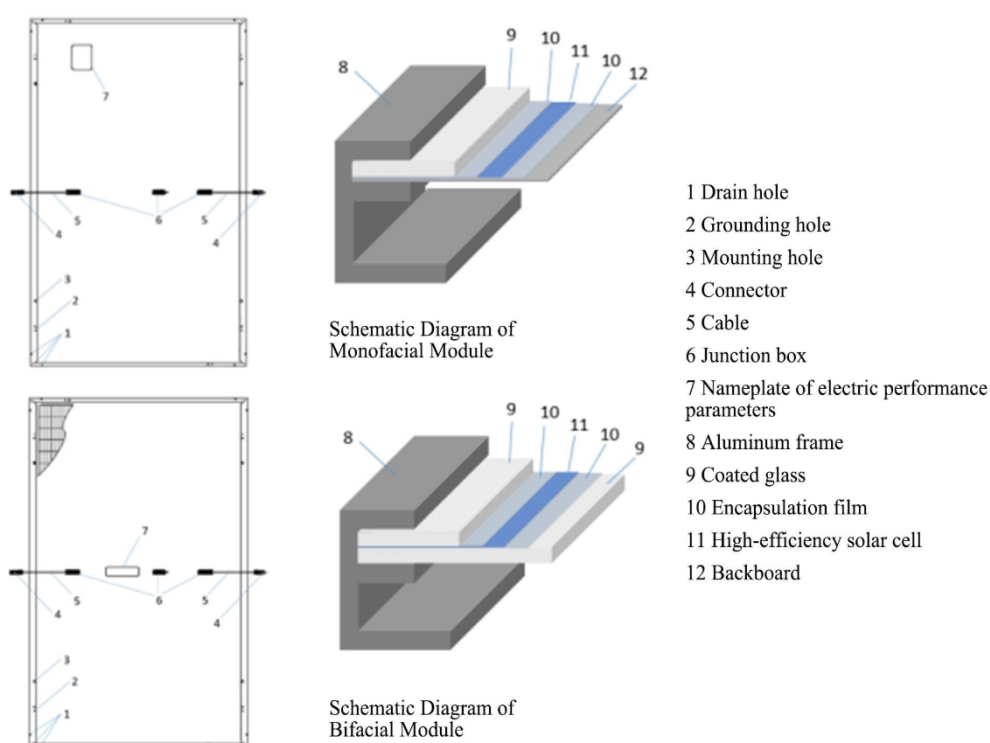 7
6
5
5
4
4
3
2
1
8
9
10
11
10
12
Schematic Diagram of
Monofacial Module
7
6
5
5
4
4
3
2
1
8
9
10
11
10
9
Schematic Diagram of
Bifacial Module
1 Drain hole
2 Grounding hole
3 Mounting hole
4 Connector
5 Cable
6 Junction box
7 Nameplate of electric performance
parameters
8 Aluminum frame
9 Coated glass
10 Encapsulation film
11 High-efficiency solar cell
12 Backboard